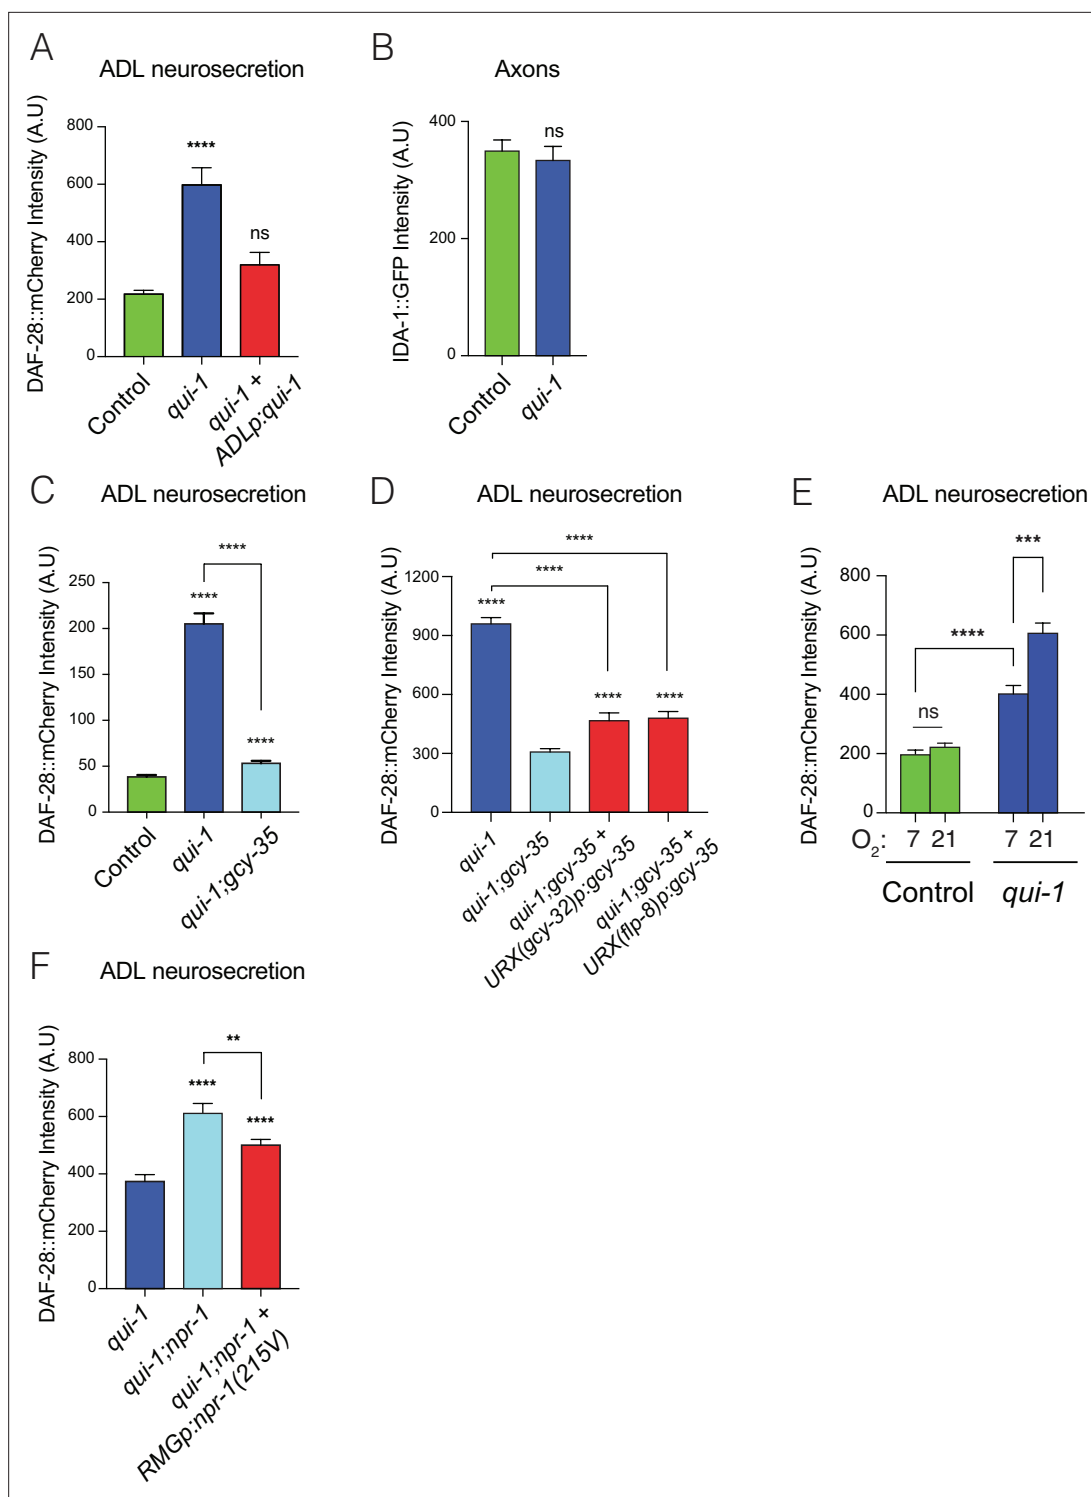 A
ADL neurosecretion
DAF-28::mCherry Intensity (A.U)
800
600
400
200
0
****
ns
Control
qui-1
qui-1 +
ADLp:qui-1
B
Axons
IDA-1::GFP Intensity (A.U)
400
200
0
ns
Control
qui-1
C
ADL neurosecretion
DAF-28::mCherry Intensity (A.U)
250
200
150
100
50
0
****
****
****
Control
qui-1
qui-1;gcy-35
D
ADL neurosecretion
DAF-28::mCherry Intensity (A.U)
1200
900
600
300
0
****
****
****
****
****
qui-1
qui-1;gcy-35
qui-1;gcy-35 +
URX(gcy-32)p:gcy-35
qui-1;gcy-35 +
URX(flp-8)p:gcy-35
E
ADL neurosecretion
DAF-28::mCherry Intensity (A.U)
800
600
400
200
0
***
****
ns
O2: 7 21 7 21
Control qui-1
F
ADL neurosecretion
DAF-28::mCherry Intensity (A.U)
800
600
400
200
0
**
****
****
qui-1
qui-1;npr-1
qui-1;npr-1 +
RMGp:npr-1(215V)